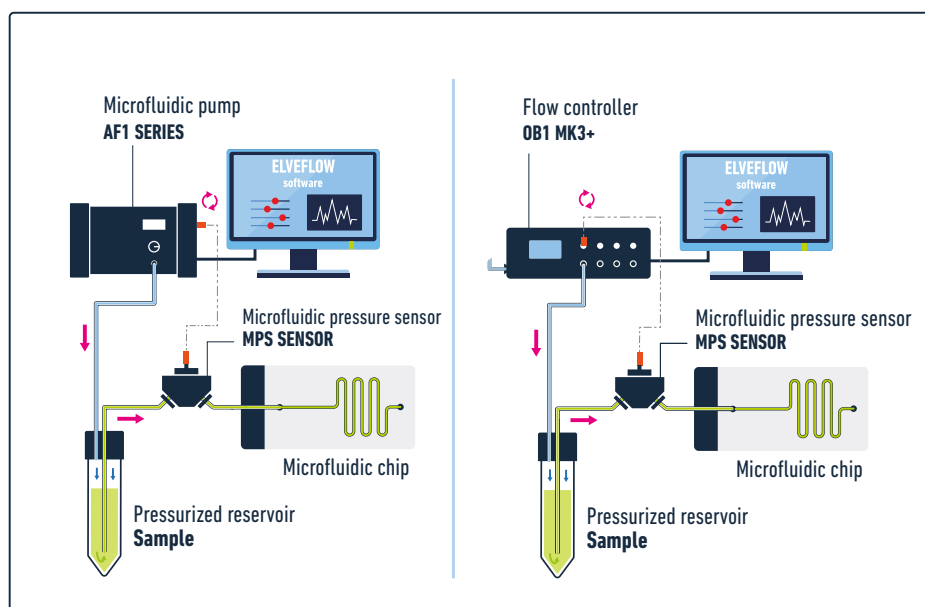 Microfluidic pump
AF1 SERIES
ELVEFLOW
software
Microfluidic pressure sensor
MPS SENSOR
Microfluidic chip
Pressurized reservoir
Sample
Flow controller
OB1 MK3+
ELVEFLOW
software
Microfluidic pressure sensor
MPS SENSOR
Microfluidic chip
Pressurized reservoir
Sample